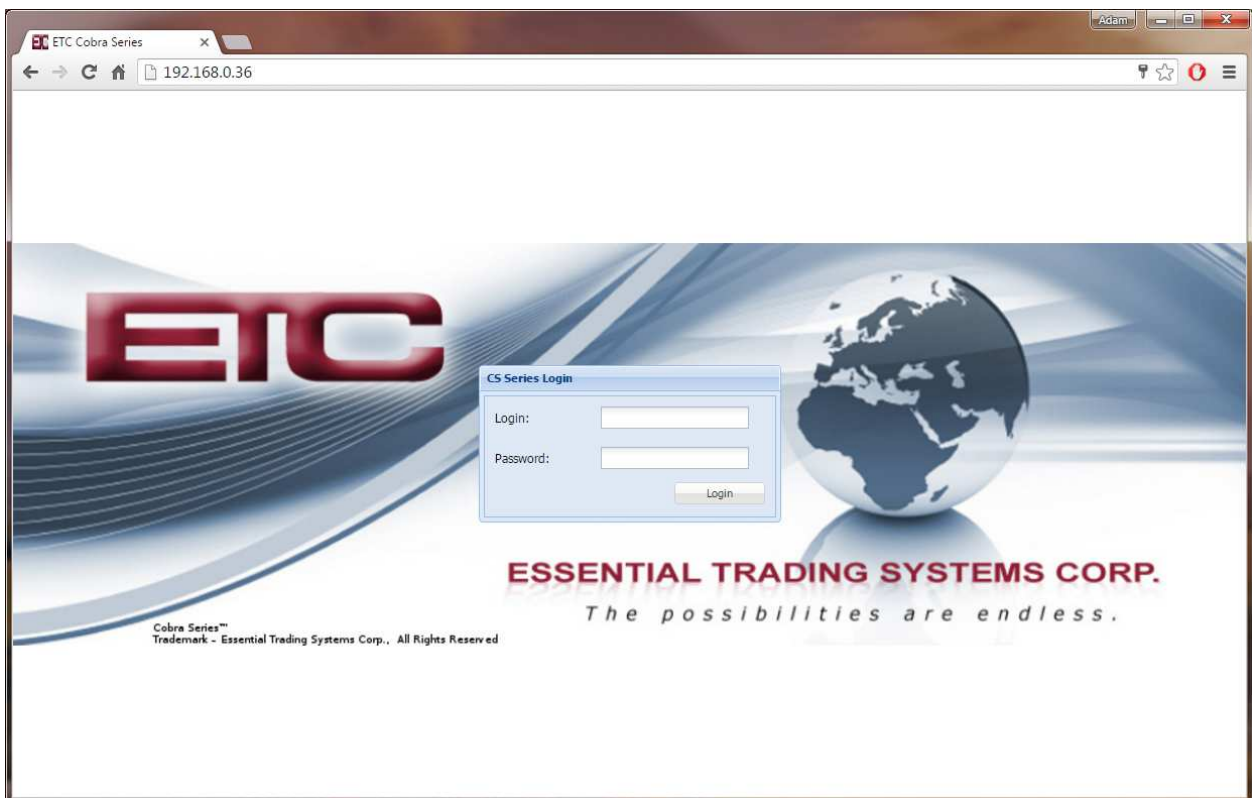 Adam
ETC Cobra Series
192.168.0.36
ETC
CS Series Login
Login:
Password:
Login
ESSENTIAL TRADING SYSTEMS CORP.
The possibilities are endless.
Cobra Series™
Trademark - Essential Trading Systems Corp., All Rights Reserved